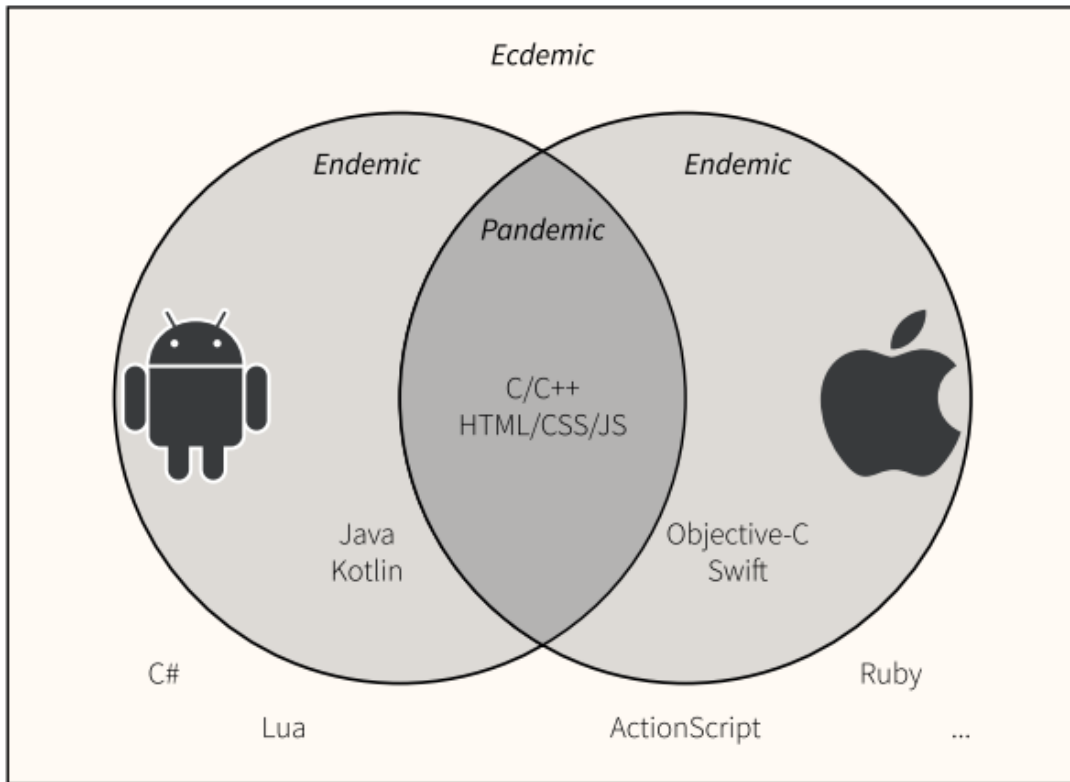 Ecdemic
Endemic
Endemic
Pandemic
C/C++
HTML/CSS/JS
Java
Kotlin
Objective-C
Swift
C#
Ruby
Lua
ActionScript
...